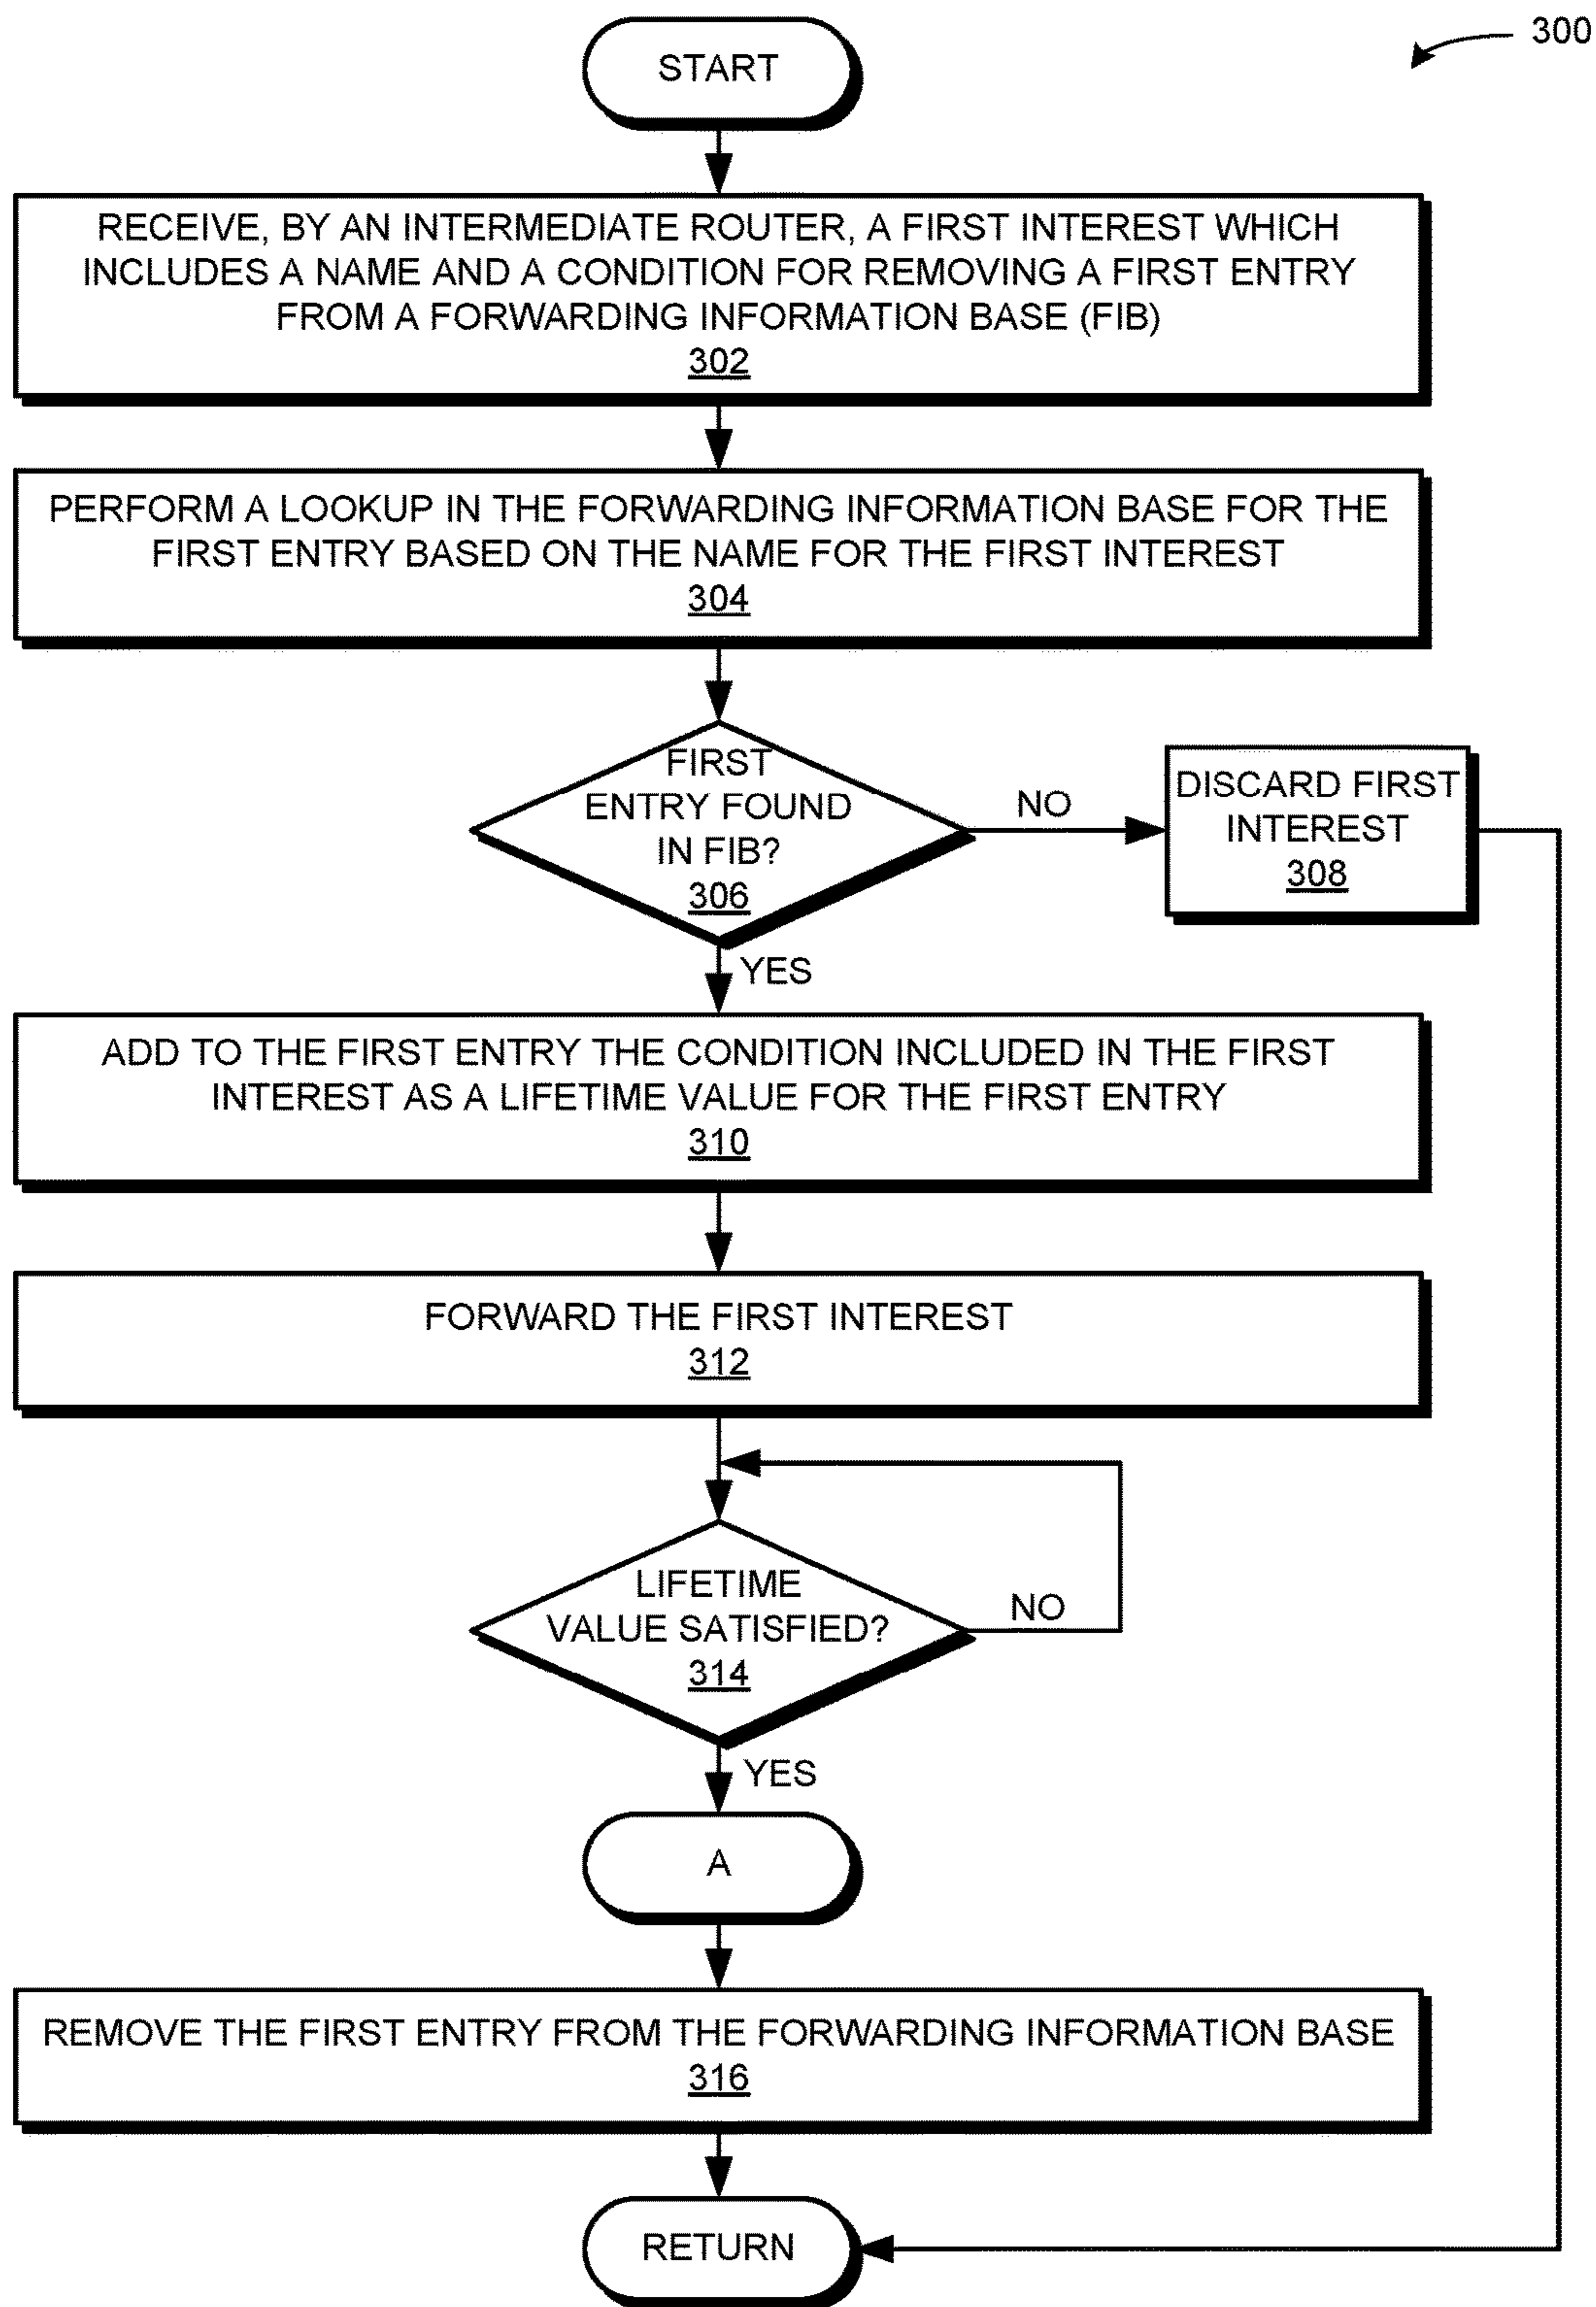 300
START
RECEIVE, BY AN INTERMEDIATE ROUTER, A FIRST INTEREST WHICH
INCLUDES A NAME AND A CONDITION FOR REMOVING A FIRST ENTRY
FROM A FORWARDING INFORMATION BASE (FIB)
302
PERFORM A LOOKUP IN THE FORWARDING INFORMATION BASE FOR THE
FIRST ENTRY BASED ON THE NAME FOR THE FIRST INTEREST
304
FIRST
ENTRY FOUND
IN FIB?
306
NO
DISCARD FIRST
INTEREST
308
YES
ADD TO THE FIRST ENTRY THE CONDITION INCLUDED IN THE FIRST
INTEREST AS A LIFETIME VALUE FOR THE FIRST ENTRY
310
FORWARD THE FIRST INTEREST
312
LIFETIME
VALUE SATISFIED?
314
NO
YES
A
REMOVE THE FIRST ENTRY FROM THE FORWARDING INFORMATION BASE
316
RETURN